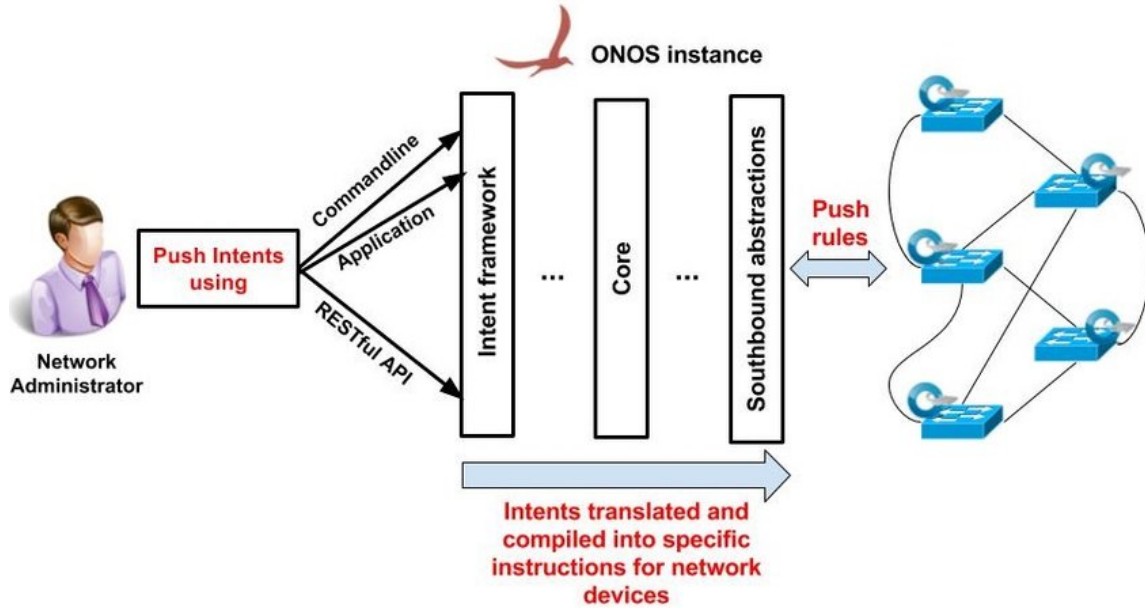 ONOS instance
Network
Administrator
Push Intents
using
Commandline
Application
RESTful API
Intent framework
...
Core
...
Southbound abstractions
Push
rules
Intents translated and
compiled into specific
instructions for network
devices